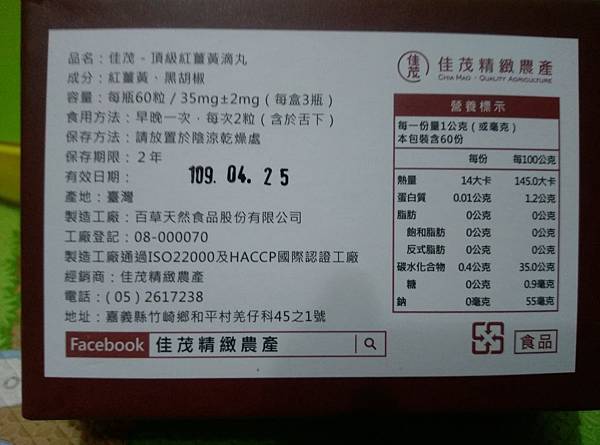 品名：佳茂－頂級紅薑黃滴丸
成分：紅薑黃、黑胡椒
容量：每瓶60粒 / 35mg±2mg（每盒3瓶）
食用方法：早晚一次，每次2粒（含於舌下）
保存方法：請放置於陰涼乾燥處
保存期限：2年
有效日期：109. 04. 25
產地：臺灣
製造工廠：百草天然食品股份有限公司
工廠登記：08-000070
製造工廠通過ISO22000及HACCP國際認證工廠
經銷商：佳茂精緻農產
電話：(05) 2617238
地址：嘉義縣竹崎鄉和平村羌仔科45之1號
Facebook 佳茂精緻農產
佳茂 佳茂精緻農產
CHIA MAO · QUALITY AGRICULTURE
營養標示
每一份量1公克（或毫克）
本包裝含60份
每份 每100公克
熱量 14大卡 145.0大卡
蛋白質 0.01公克 1.2公克
脂肪 0公克 0公克
飽和脂肪 0公克 0公克
反式脂肪 0公克 0公克
碳水化合物 0.4公克 35.0公克
糖 0公克 0.9毫克
鈉 0毫克 55毫克
食品